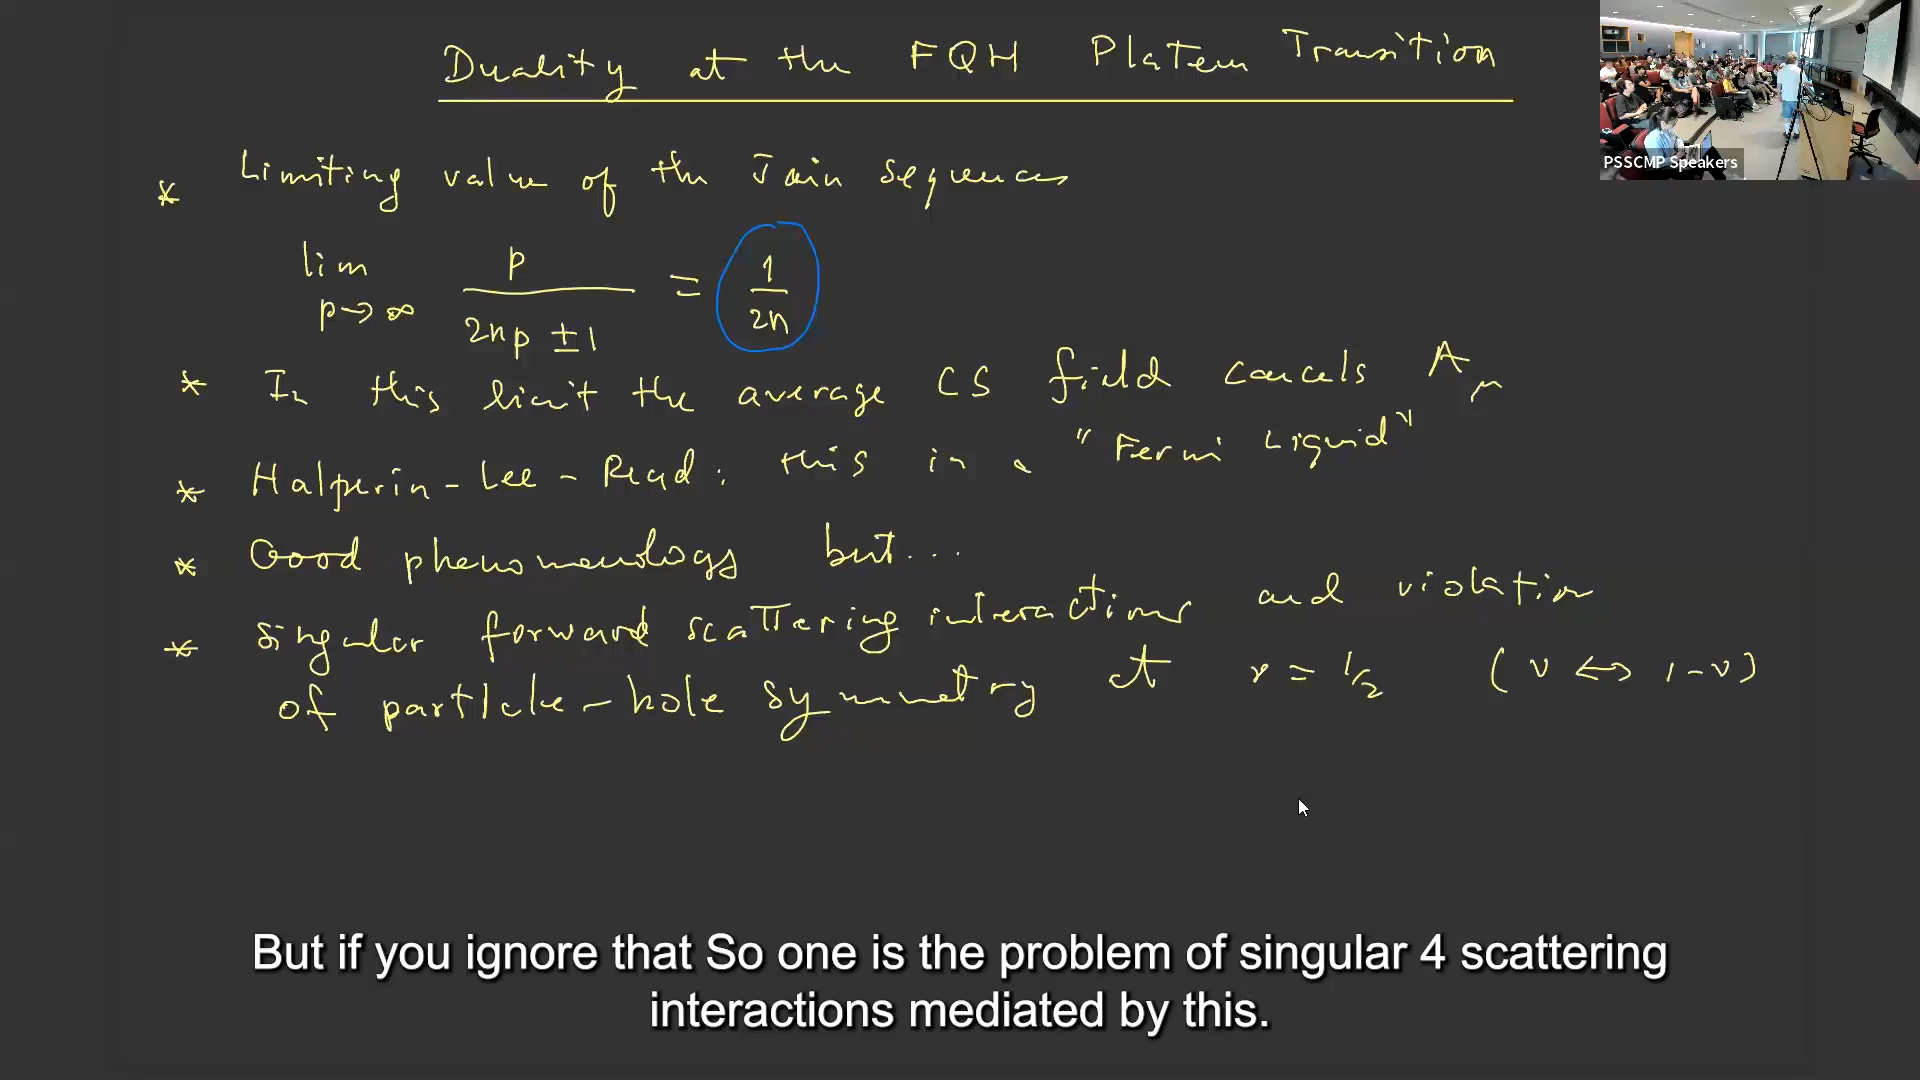 Duality at the FQH Plateau Transition
* Limiting value of the Jain sequences
lim p→∞ p / (2np ± 1) = 1 / 2n
* In this limit the average CS field cancels Aμ
* Halperin-Lee-Read: this is a "Fermi Liquid"
* Good phenomenology but...
* Singular forward scattering interactions and violation
of particle-hole symmetry at ν = 1/2 (ν ↔ 1-ν)
PSSCMP Speakers
But if you ignore that So one is the problem of singular 4 scattering
interactions mediated by this.